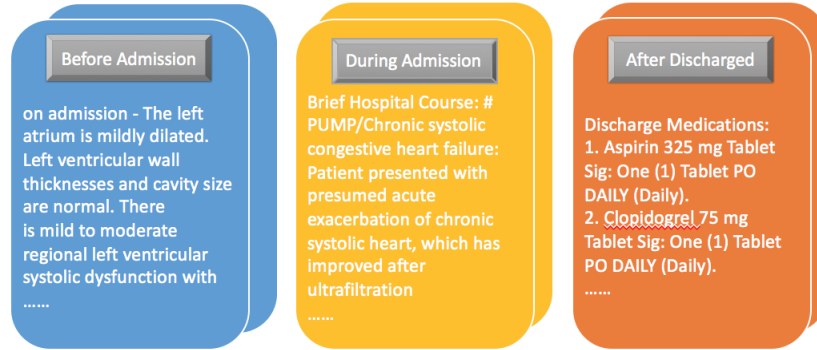 Before Admission
on admission - The left
atrium is mildly dilated.
Left ventricular wall
thicknesses and cavity size
are normal. There
is mild to moderate
regional left ventricular
systolic dysfunction with
......
During Admission
Brief Hospital Course: #
PUMP/Chronic systolic
congestive heart failure:
Patient presented with
presumed acute
exacerbation of chronic
systolic heart, which has
improved after
ultrafiltration
......
After Discharged
Discharge Medications:
1. Aspirin 325 mg Tablet
Sig: One (1) Tablet PO
DAILY (Daily).
2. Clopidogrel 75 mg
Tablet Sig: One (1) Tablet
PO DAILY (Daily).
......